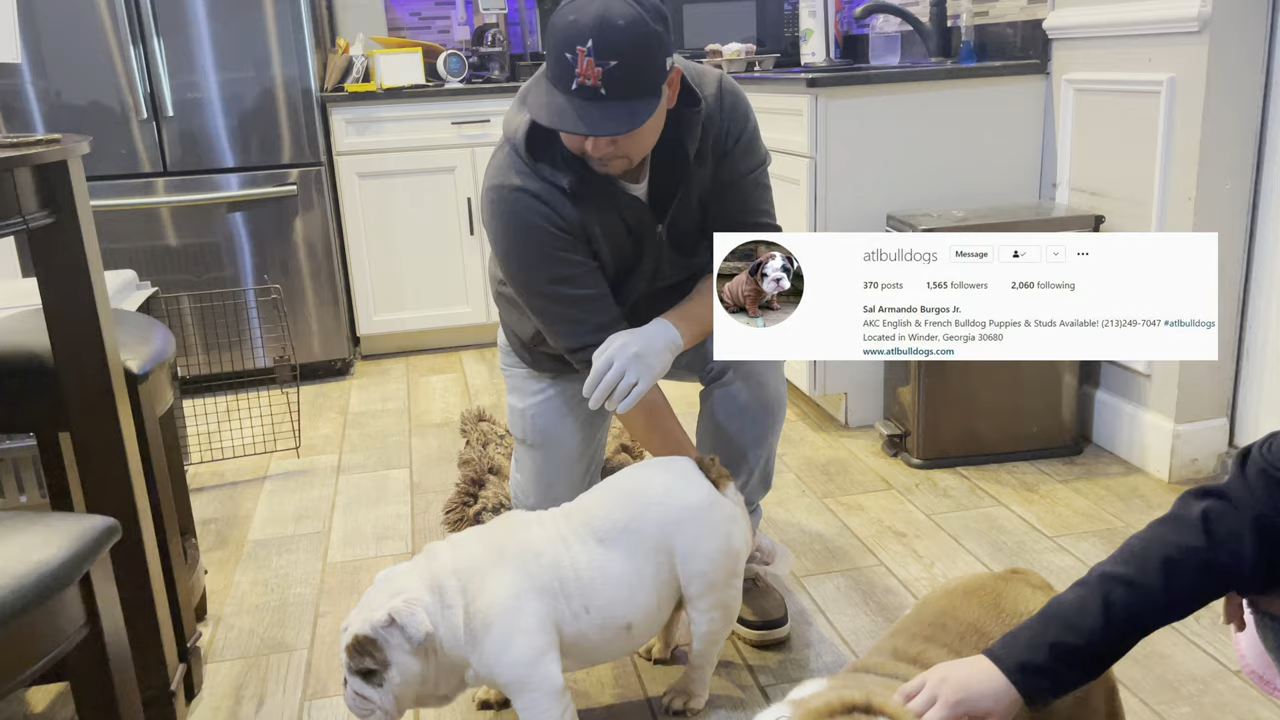 LA
atlbulldogs Message
370 posts 1,565 followers 2,060 following
Sal Armando Burgos Jr.
AKC English & French Bulldog Puppies & Studs Available! (213)249-7047 #atlbulldogs
Located in Winder, Georgia 30680
www.atlbulldogs.com